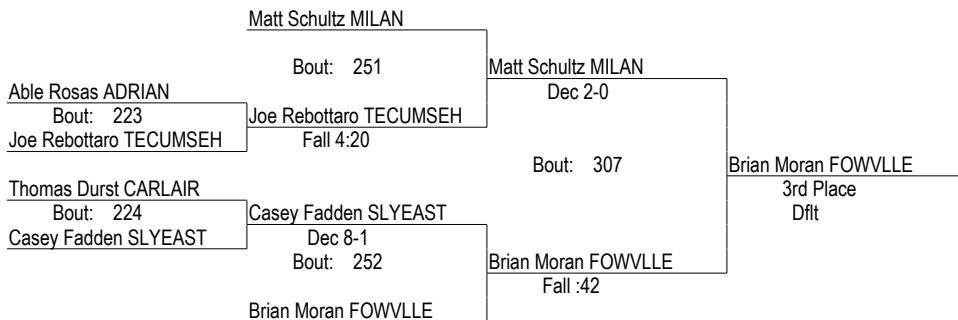 Matt Schultz MILAN
Bout: 251
Matt Schultz MILAN
Able Rosas ADRIAN
Dec 2-0
Bout: 223
Joe Rebottaro TECUMSEH
Joe Rebottaro TECUMSEH
Fall 4:20
Bout: 307
Brian Moran FOWVLLE
Thomas Durst CARLAIR
3rd Place
Bout: 224
Casey Fadden SLYEAST
Dflt
Casey Fadden SLYEAST
Dec 8-1
Bout: 252
Brian Moran FOWVLLE
Fall :42
Brian Moran FOWVLLE